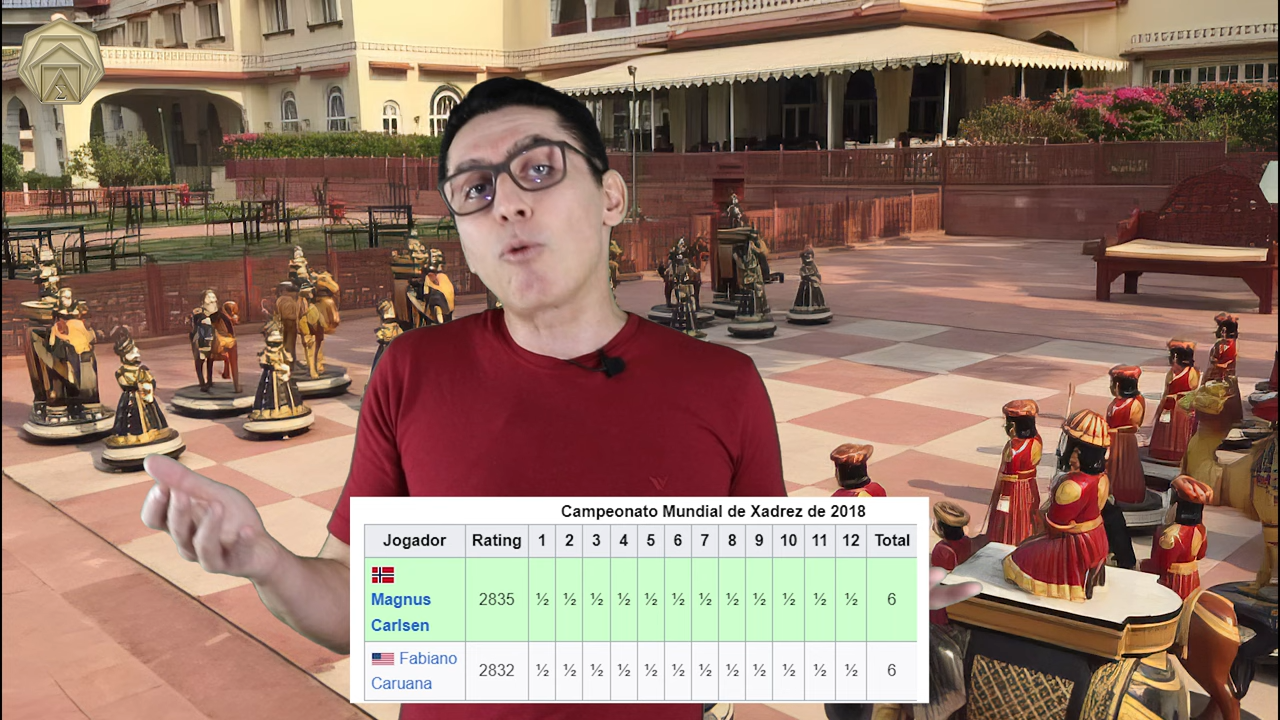 Campeonato Mundial de Xadrez de 2018
Jogador Rating 1 2 3 4 5 6 7 8 9 10 11 12 Total
Magnus Carlsen 2835 ½ ½ ½ ½ ½ ½ ½ ½ ½ ½ ½ ½ 6
Fabiano Caruana 2832 ½ ½ ½ ½ ½ ½ ½ ½ ½ ½ ½ ½ 6